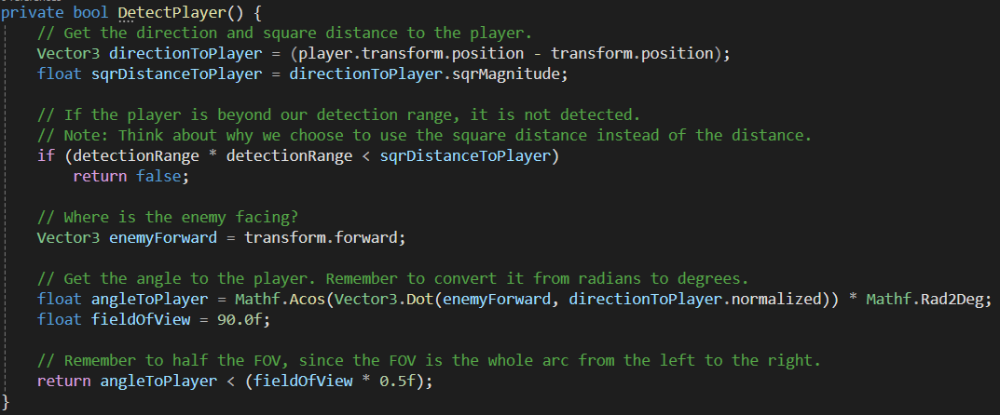 private bool DetectPlayer() {
// Get the direction and square distance to the player.
Vector3 directionToPlayer = (player.transform.position - transform.position);
float sqrDistanceToPlayer = directionToPlayer.sqrMagnitude;
// If the player is beyond our detection range, it is not detected.
// Note: Think about why we choose to use the square distance instead of the distance.
if (detectionRange * detectionRange < sqrDistanceToPlayer)
return false;
// Where is the enemy facing?
Vector3 enemyForward = transform.forward;
// Get the angle to the player. Remember to convert it from radians to degrees.
float angleToPlayer = Mathf.Acos(Vector3.Dot(enemyForward, directionToPlayer.normalized)) * Mathf.Rad2Deg;
float fieldOfView = 90.0f;
// Remember to half the FOV, since the FOV is the whole arc from the left to the right.
return angleToPlayer < (fieldOfView * 0.5f);
}